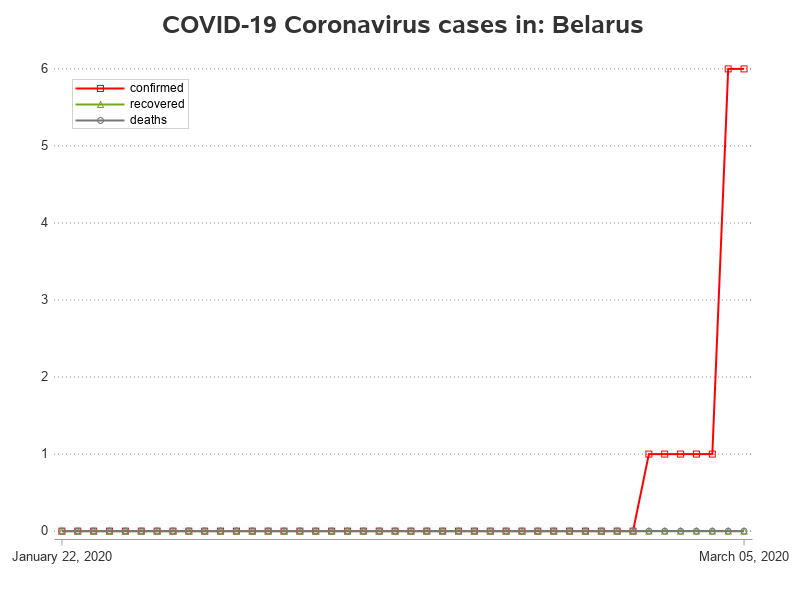 COVID-19 Coronavirus cases in: Belarus
6
confirmed
recovered
deaths
5
4
3
2
1
0
January 22, 2020
March 05, 2020